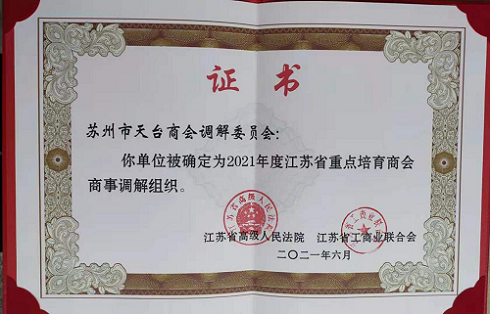 证书
苏州市天台商会调解委员会：
你单位被确定为2021年度江苏省重点培育商会
商事调解组织。
江苏省高级人民法院 江苏省工商业联合会
二〇二一年六月